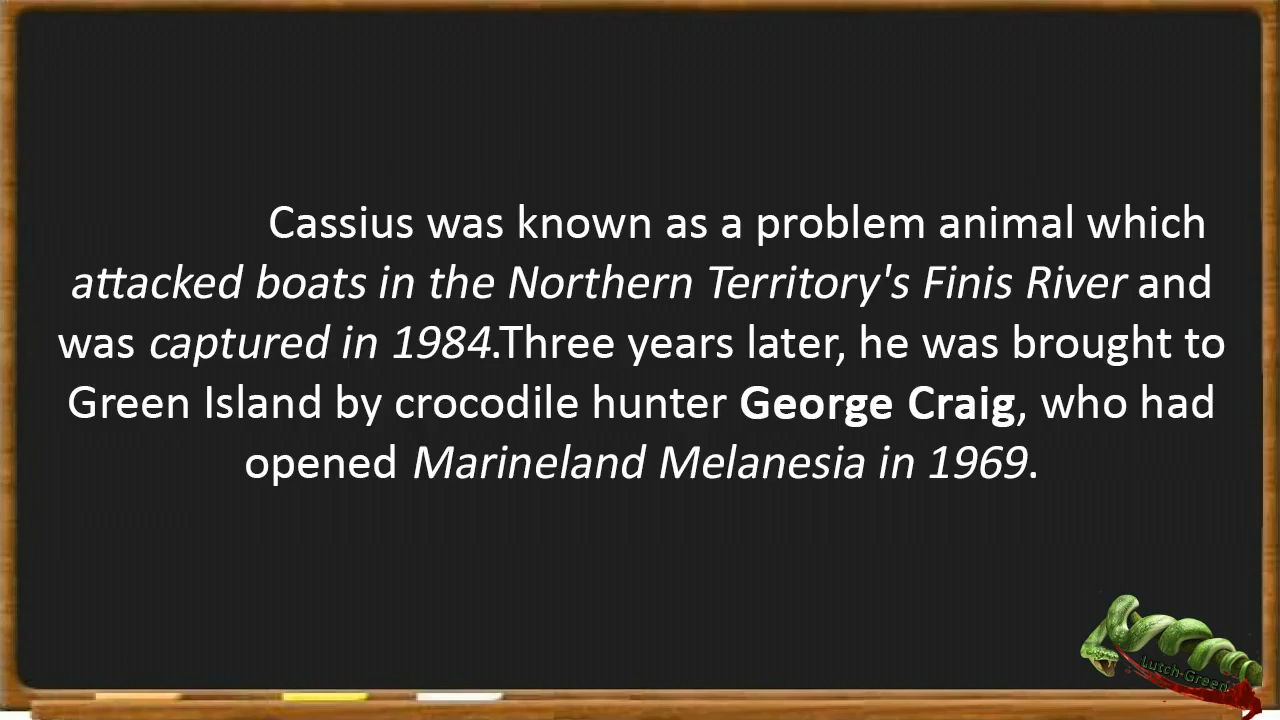 Cassius was known as a problem animal which
attacked boats in the Northern Territory's Finis River and
was captured in 1984.Three years later, he was brought to
Green Island by crocodile hunter George Craig, who had
opened Marineland Melanesia in 1969.
Lutch-Green